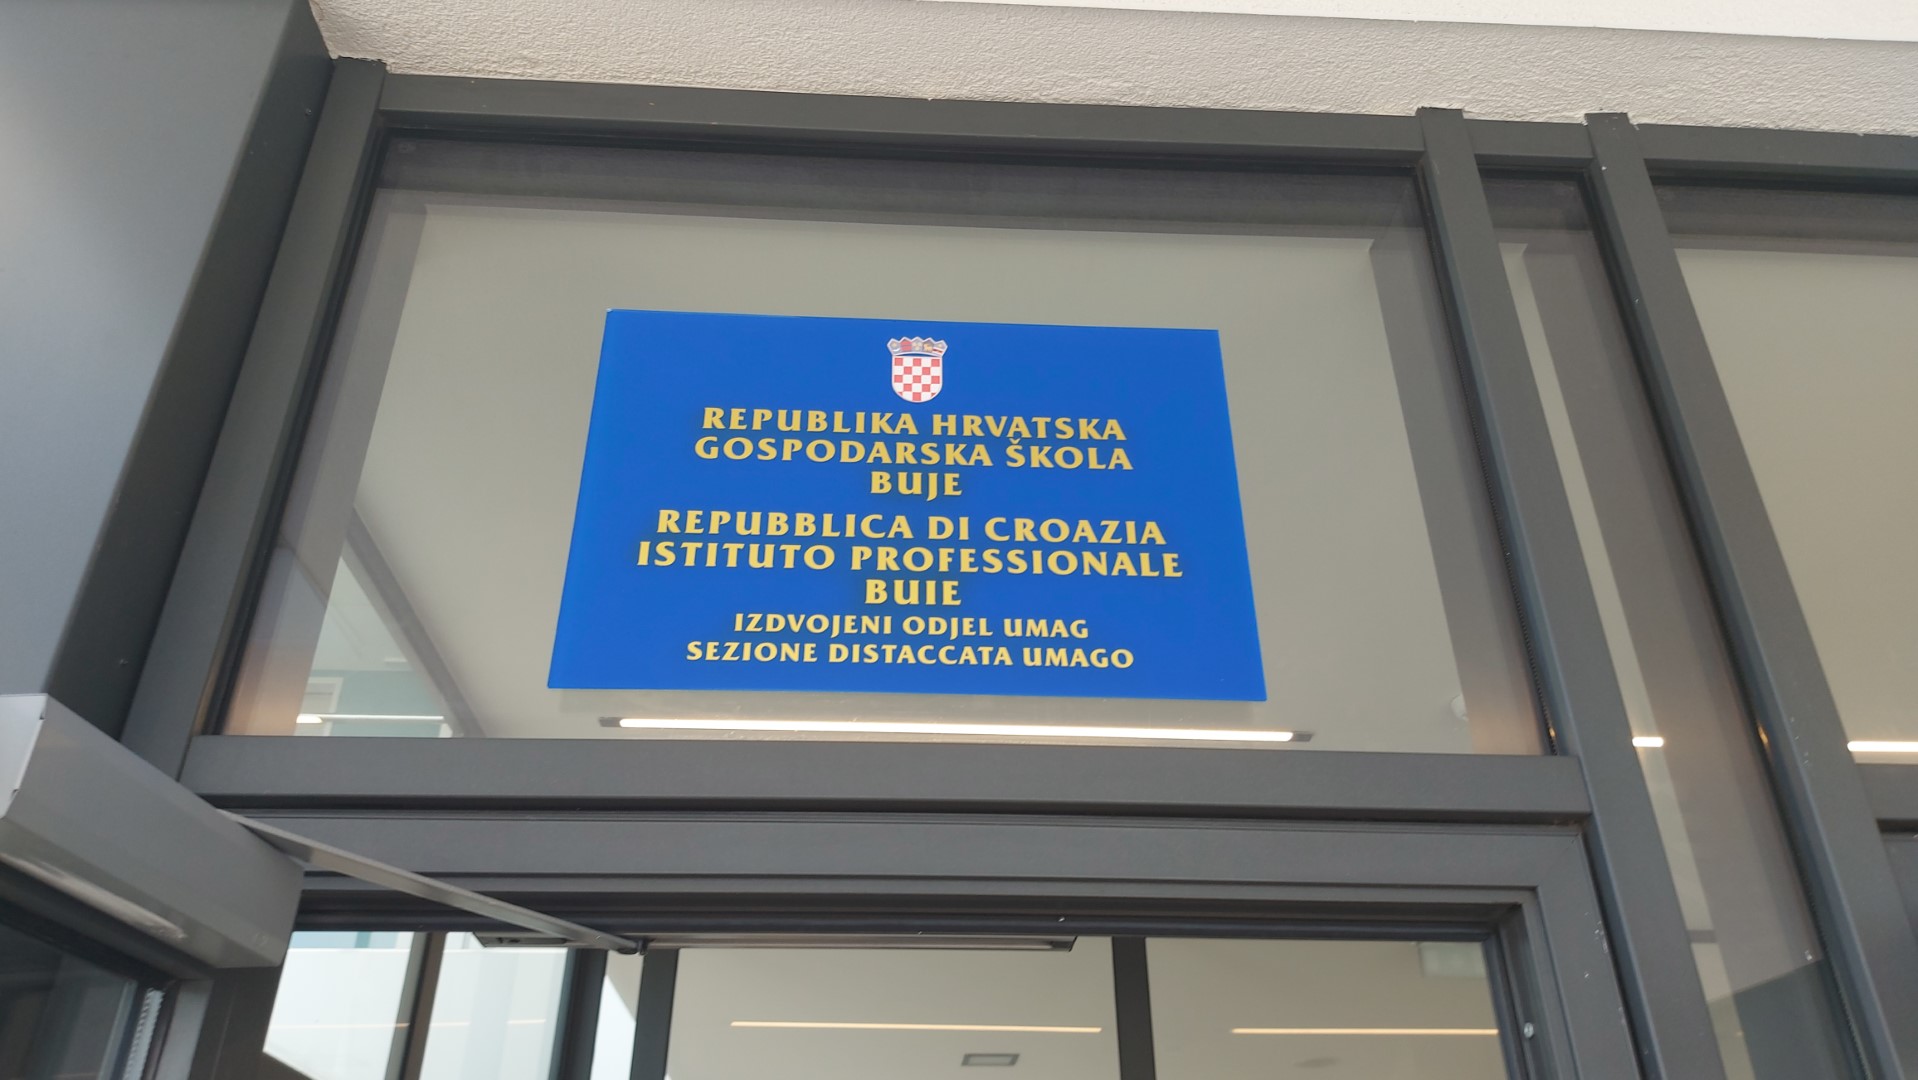 REPUBLIKA HRVATSKA
GOSPODARSKA ŠKOLA
BUJE
REPUBBLICA DI CROAZIA
ISTITUTO PROFESSIONALE
BUIE
IZDVOJENI ODJEL UMAG
SEZIONE DISTACCATA UMAGO